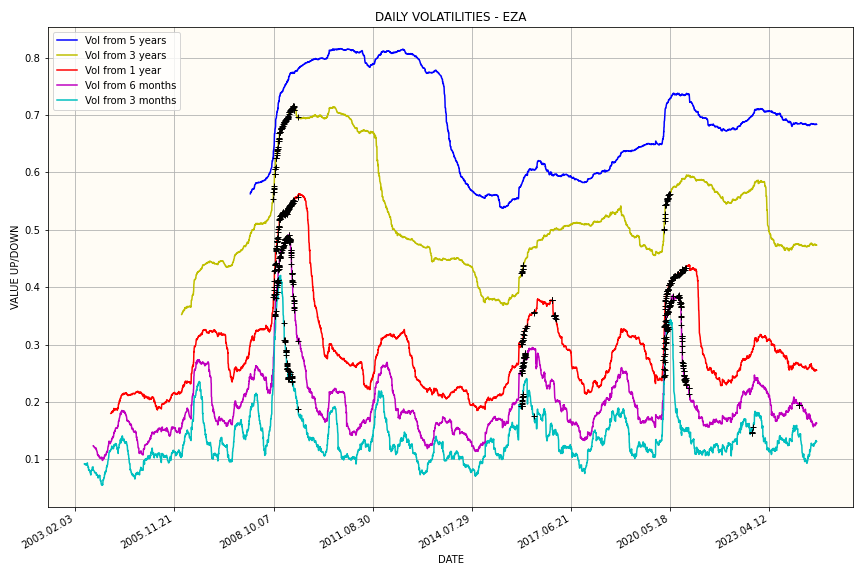 DAILY VOLATILITIES - EZA
Vol from 5 years
Vol from 3 years
Vol from 1 year
Vol from 6 months
Vol from 3 months
VALUE UP/DOWN
0.8
0.7
0.6
0.5
0.4
0.3
0.2
0.1
2003.02.03
2005.11.21
2008.10.07
2011.08.30
2014.07.29
2017.06.21
2020.05.18
2023.04.12
DATE